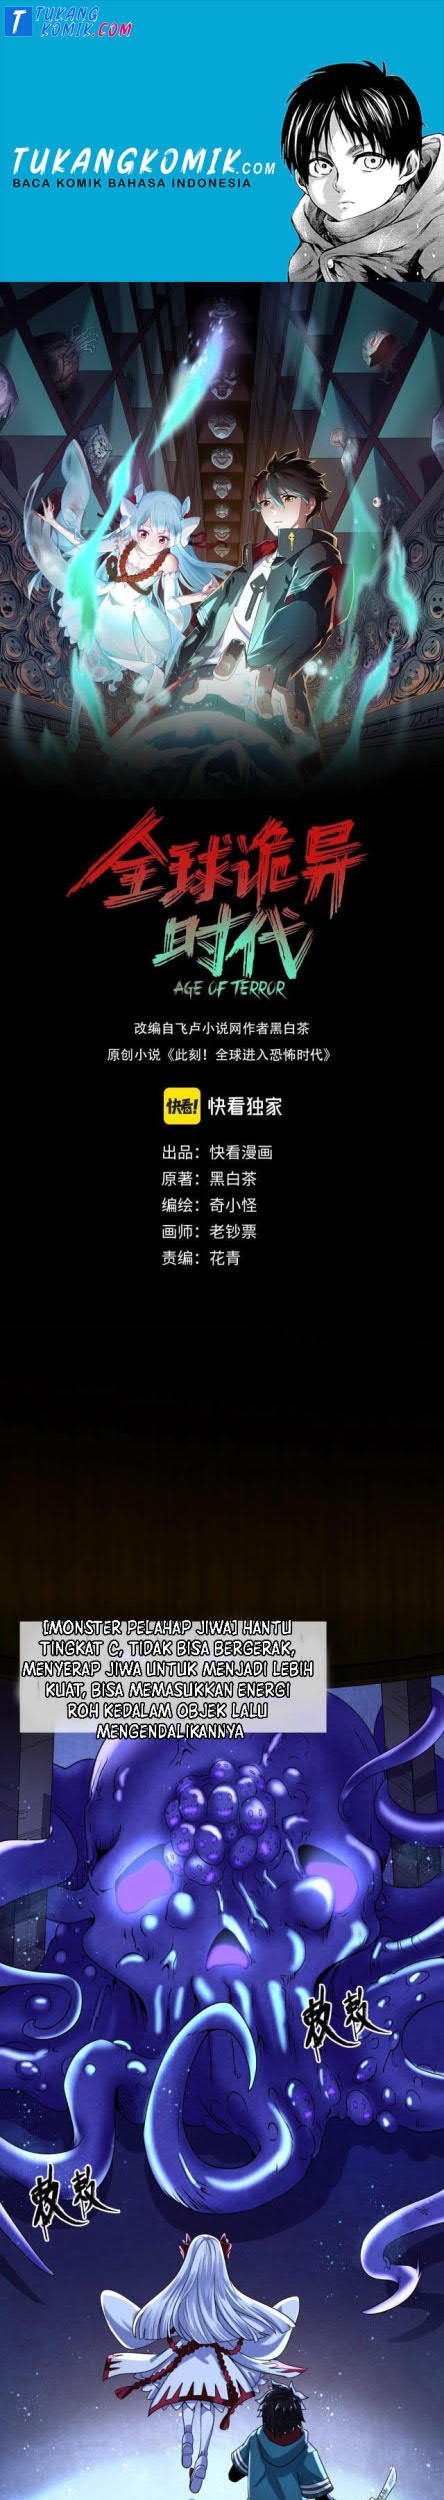 TUKANG
KOMIK.COM
TUKANGKOMIK.COM
BACA KOMIK BAHASA INDONESIA
全球诡异
时代
AGE OF TERROR
改编自飞卢小说网作者黑白茶
原创小说《此刻！全球进入恐怖时代》
快看! 快看独家
出品：快看漫画
原著：黑白茶
编绘：奇小怪
画师：老钞票
责编：花青
[MONSTER PELAHAP JIWA] HANTU
TINGKAT C, TIDAK BISA BERGERAK,
MENYERAP JIWA UNTUK MENJADI LEBIH
KUAT, BISA MEMASUKKAN ENERGI
ROH KEDALAM OBJEK LALU
MENGENDALIKANNYA